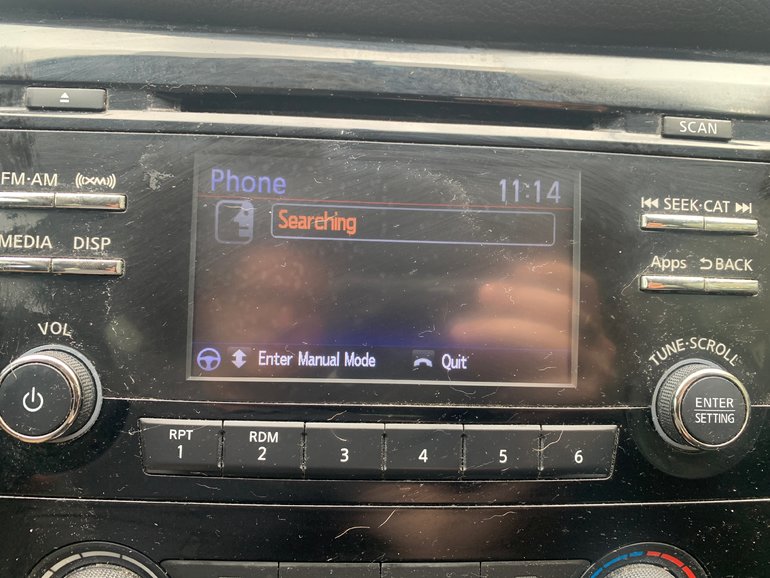 SCAN
FM·AM (XM)
SEEK·CAT
MEDIA DISP
Apps BACK
VOL
TUNE·SCROLL
Phone 11:14
Searching
Enter Manual Mode Quit
ENTER
SETTING
RPT
1
RDM
2
3
4
5
6